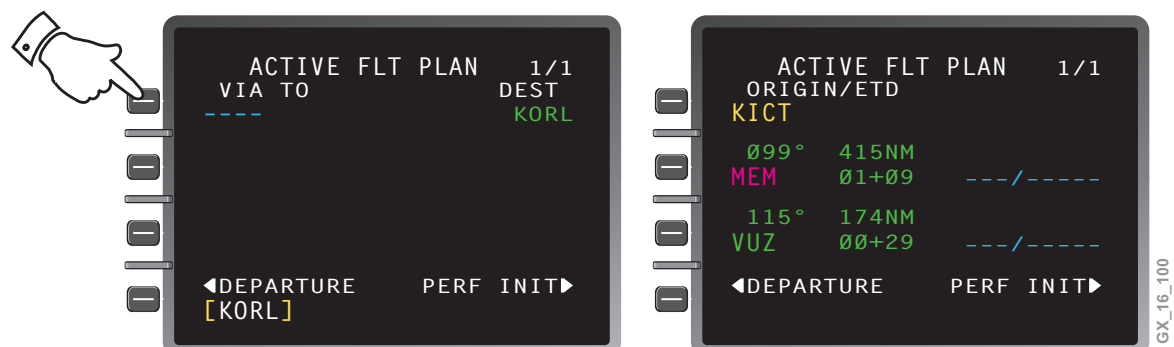 ACTIVE FLT PLAN 1/1
VIA TO DEST
---- KORL
◀DEPARTURE PERF INIT▶
[KORL]
ACTIVE FLT PLAN 1/1
ORIGIN/ETD
KICT
Ø99° 415NM
MEM Ø1+Ø9 ---/-----
115° 174NM
VUZ ØØ+29 ---/-----
◀DEPARTURE PERF INIT▶
GX_16_100